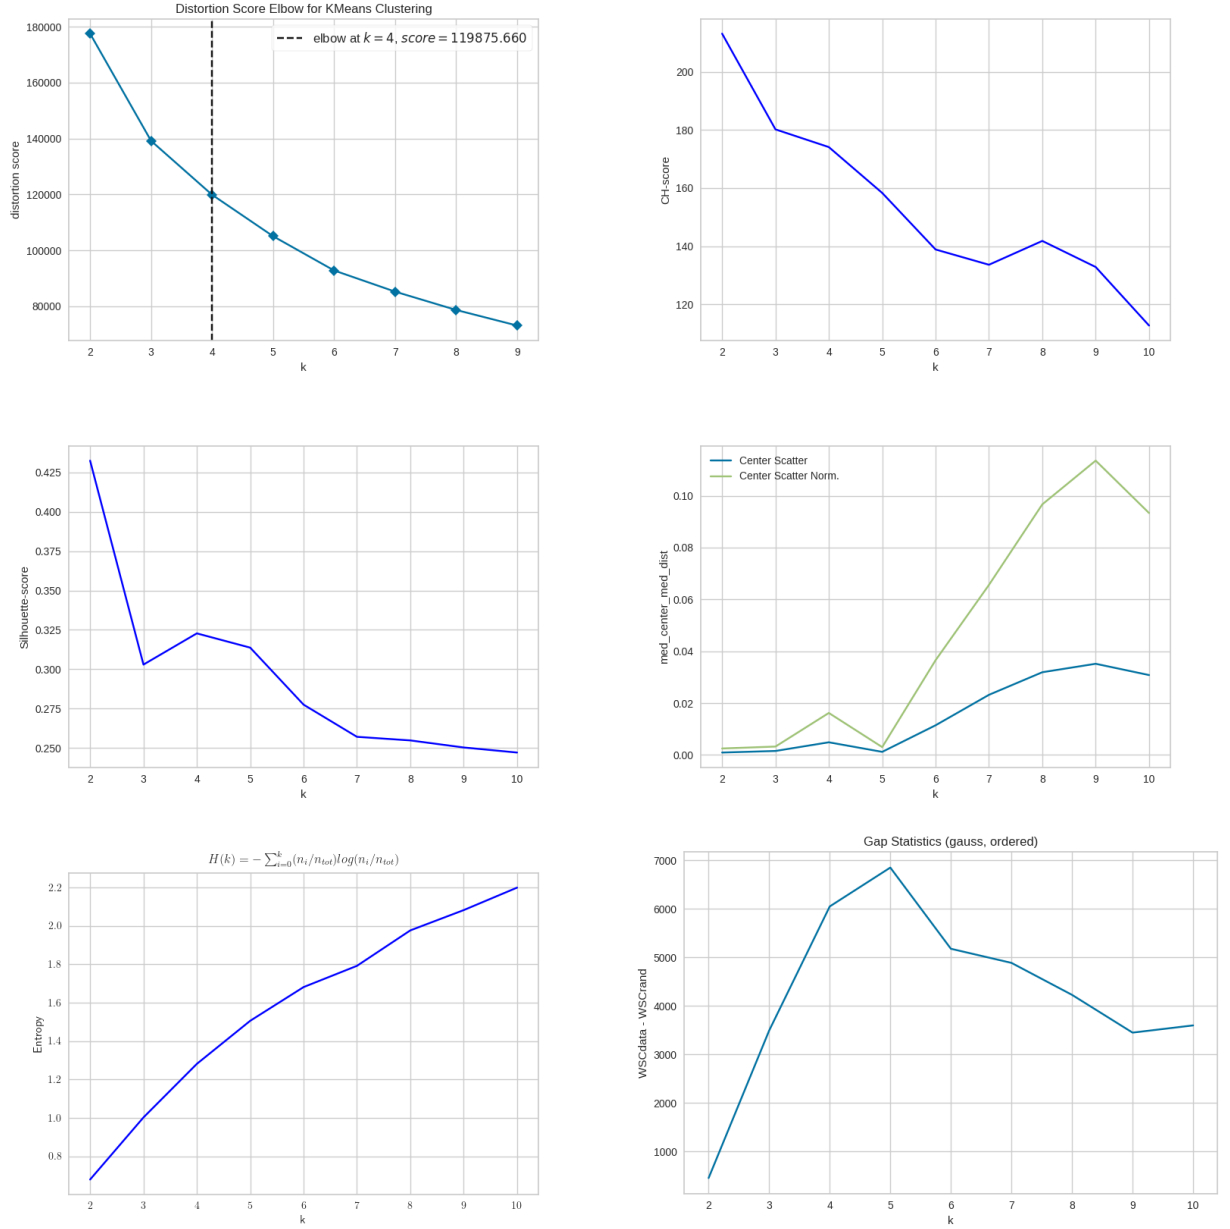 Distortion Score Elbow for KMeans Clustering
elbow at k = 4, score = 119875.660
distortion score
180000
160000
140000
120000
100000
80000
2 3 4 5 6 7 8 9
k
CH-score
200
180
160
140
120
2 3 4 5 6 7 8 9 10
k
Silhouette-score
0.425
0.400
0.375
0.350
0.325
0.300
0.275
0.250
2 3 4 5 6 7 8 9 10
k
Center Scatter
Center Scatter Norm.
med_center_med_dist
0.10
0.08
0.06
0.04
0.02
0.00
2 3 4 5 6 7 8 9 10
k
H(k) = − ∑_{i=0}^{k} (n_i/n_{tot})log(n_i/n_{tot})
Entropy
2.2
2.0
1.8
1.6
1.4
1.2
1.0
0.8
2 3 4 5 6 7 8 9 10
k
Gap Statistics (gauss, ordered)
WSCdata - WSCrand
7000
6000
5000
4000
3000
2000
1000
2 3 4 5 6 7 8 9 10
k